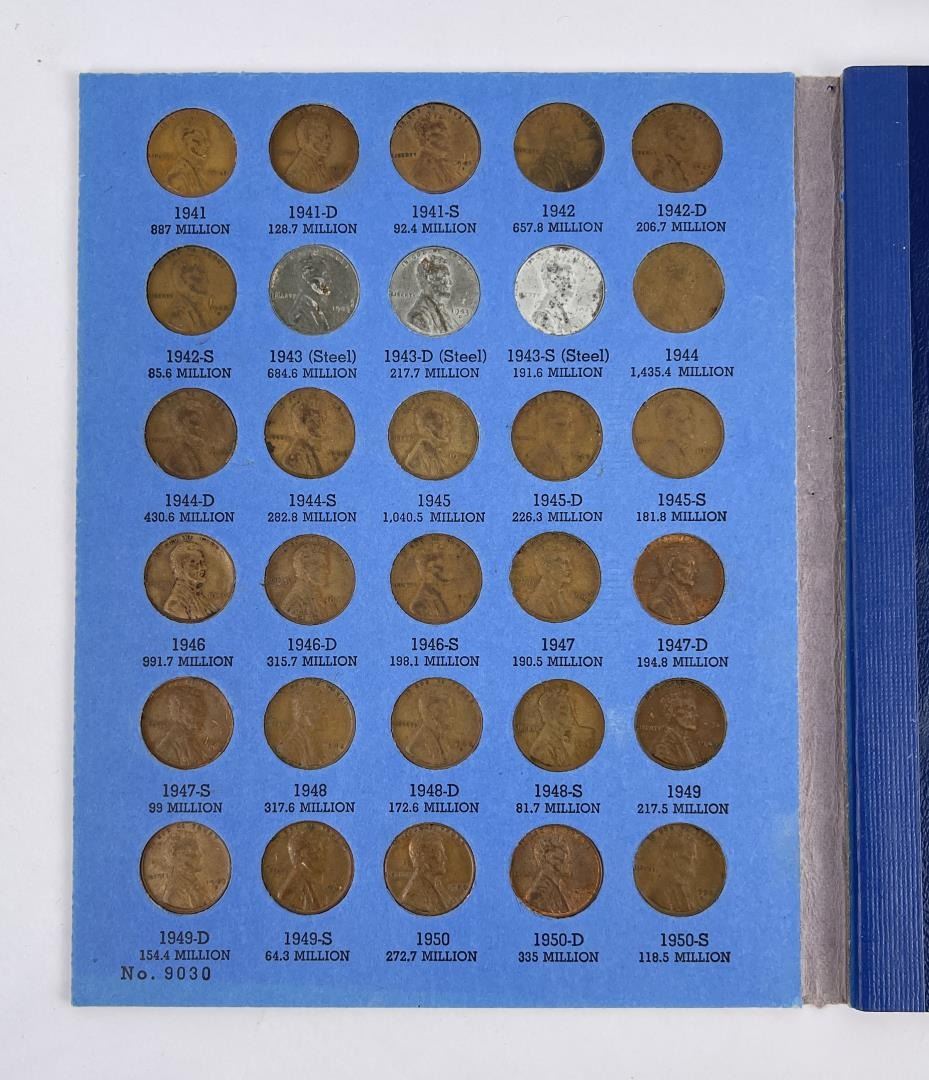 1941 1941-D 1941-S 1942 1942-D
887 MILLION 128.7 MILLION 92.4 MILLION 657.8 MILLION 206.7 MILLION
1942-S 1943 (Steel) 1943-D (Steel) 1943-S (Steel) 1944
85.6 MILLION 684.6 MILLION 217.7 MILLION 191.6 MILLION 1,435.4 MILLION
1944-D 1944-S 1945 1945-D 1945-S
430.6 MILLION 282.8 MILLION 1,040.5 MILLION 226.3 MILLION 181.8 MILLION
1946 1946-D 1946-S 1947 1947-D
991.7 MILLION 315.7 MILLION 198.1 MILLION 190.5 MILLION 194.8 MILLION
1947-S 1948 1948-D 1948-S 1949
99 MILLION 317.6 MILLION 172.6 MILLION 81.7 MILLION 217.5 MILLION
1949-D 1949-S 1950 1950-D 1950-S
154.4 MILLION 64.3 MILLION 272.7 MILLION 335 MILLION 118.5 MILLION
No. 9030